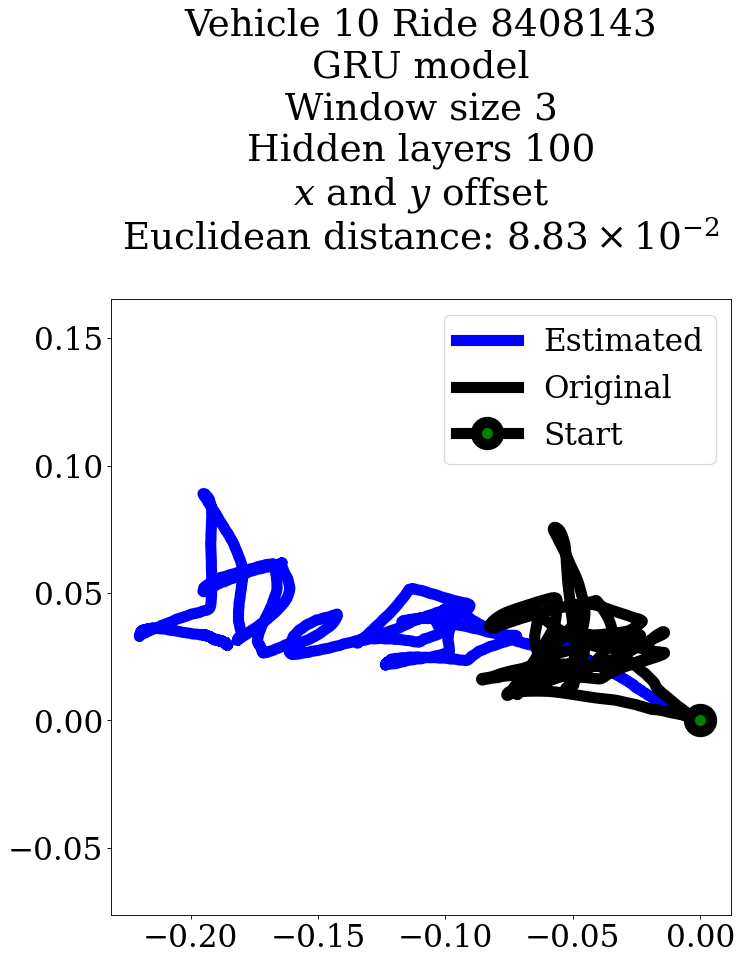 Vehicle 10 Ride 8408143
GRU model
Window size 3
Hidden layers 100
x and y offset
Euclidean distance: 8.83 × 10⁻²
Estimated
Original
Start
0.15
0.10
0.05
0.00
−0.05
−0.20 −0.15 −0.10 −0.05 0.00